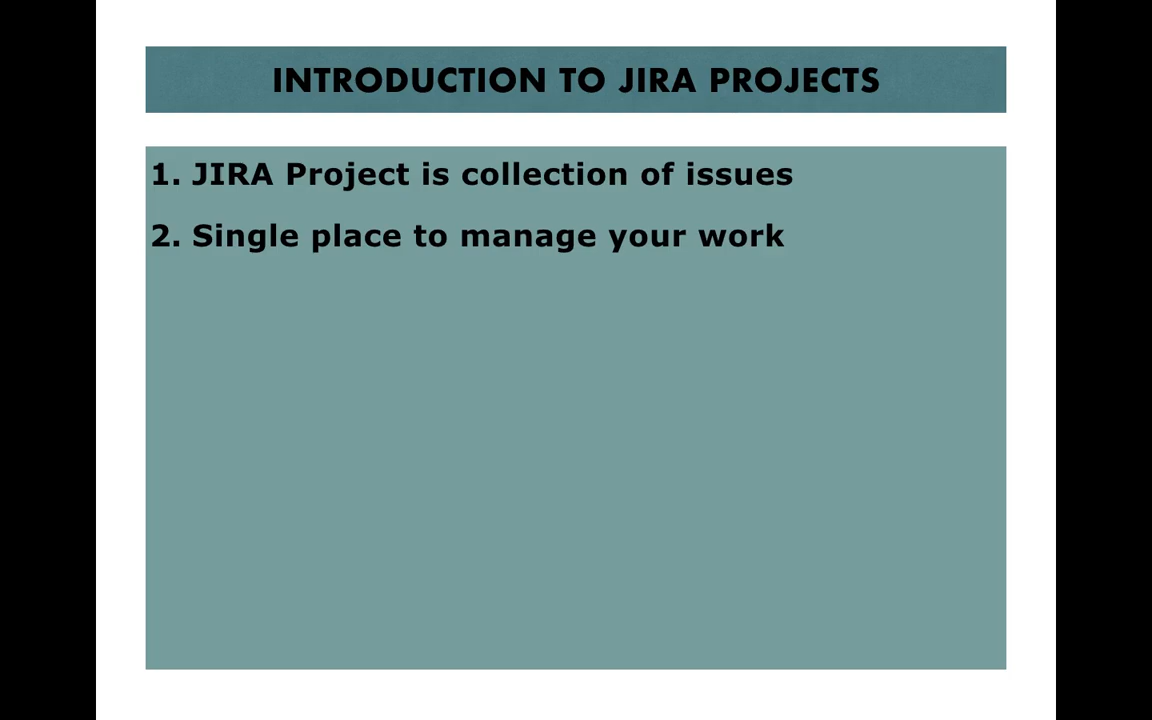 INTRODUCTION TO JIRA PROJECTS
1. JIRA Project is collection of issues
2. Single place to manage your work